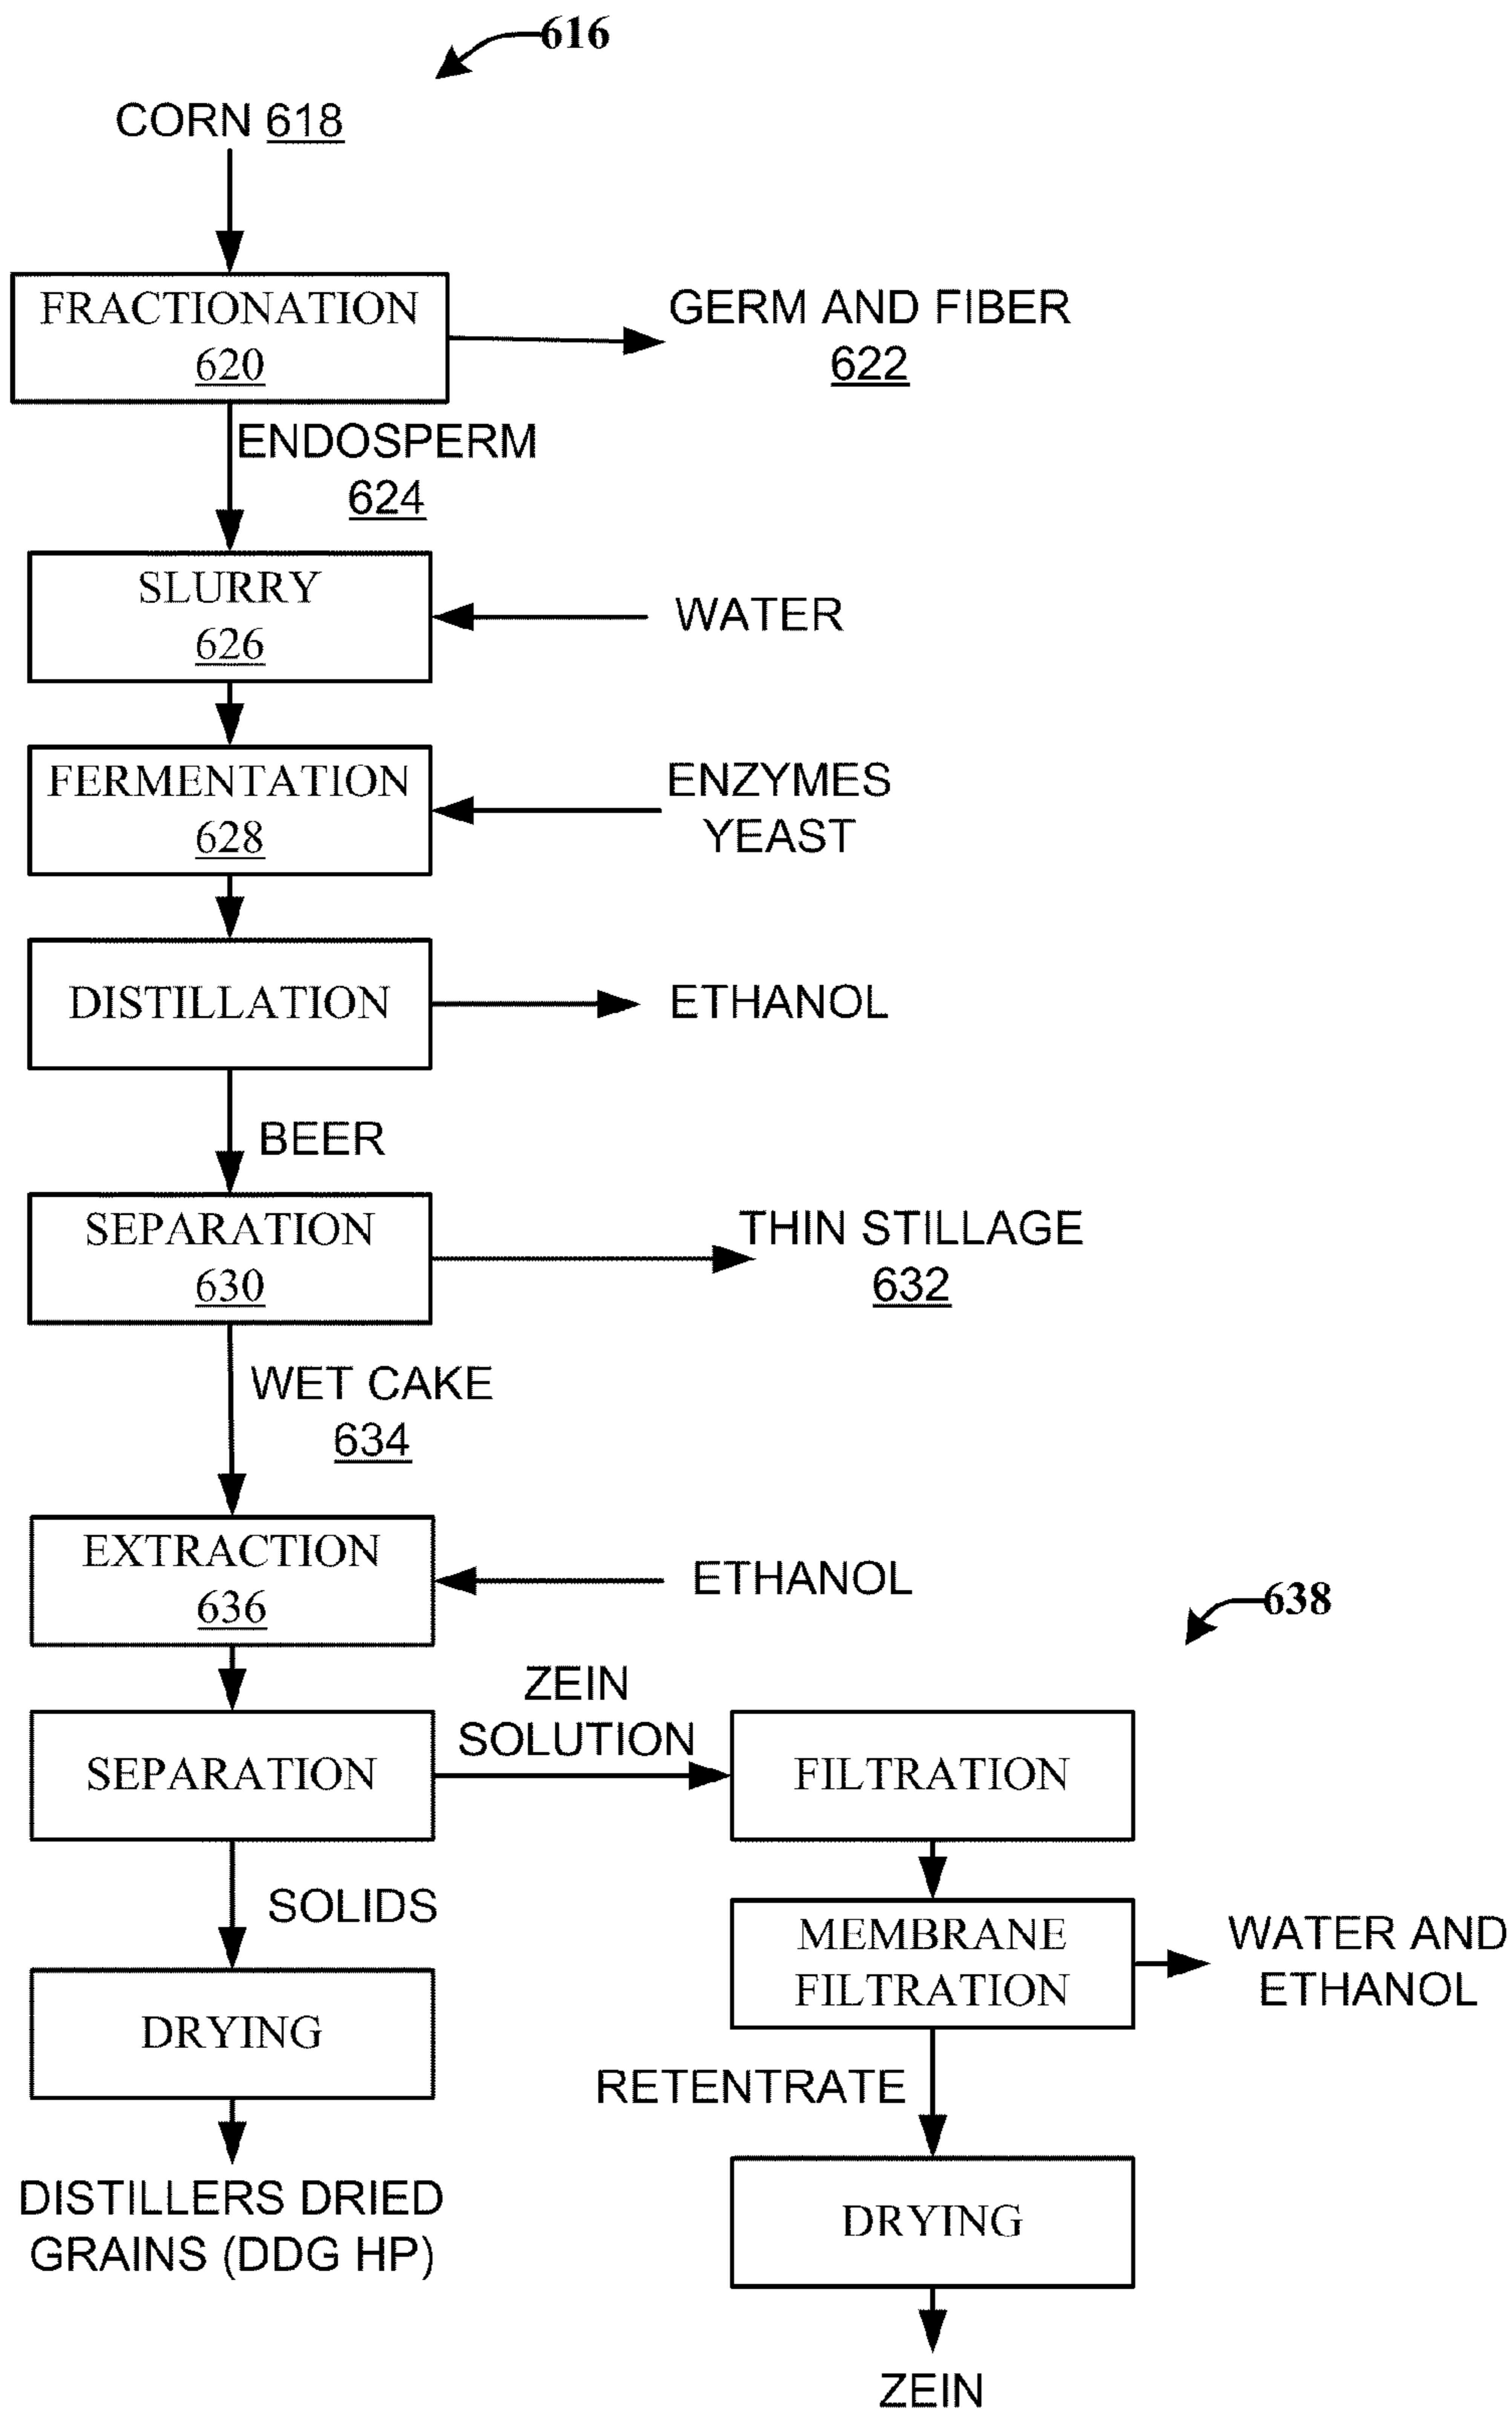 616
CORN 618
FRACTIONATION
620
GERM AND FIBER
622
ENDOSPERM
624
SLURRY
626
WATER
FERMENTATION
628
ENZYMES
YEAST
DISTILLATION
ETHANOL
BEER
SEPARATION
630
THIN STILLAGE
632
WET CAKE
634
EXTRACTION
636
ETHANOL
638
SEPARATION
ZEIN
SOLUTION
FILTRATION
SOLIDS
MEMBRANE
FILTRATION
WATER AND
ETHANOL
DRYING
RETENTRATE
DISTILLERS DRIED
GRAINS (DDG HP)
DRYING
ZEIN